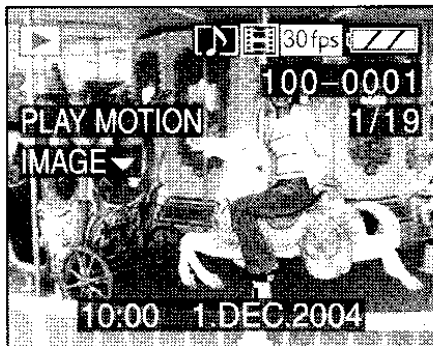 30fps
100-0001
PLAY MOTION 1/19
IMAGE
10:00 1.DEC.2004